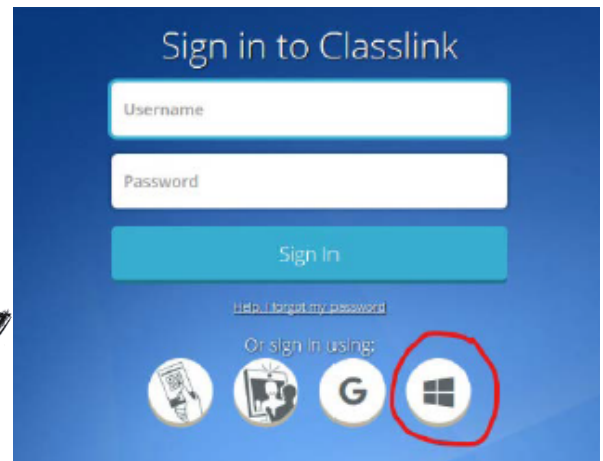 Sign in to Classlink
Username
Password
Sign In
Help, I forgot my password
Or sign in using:
G